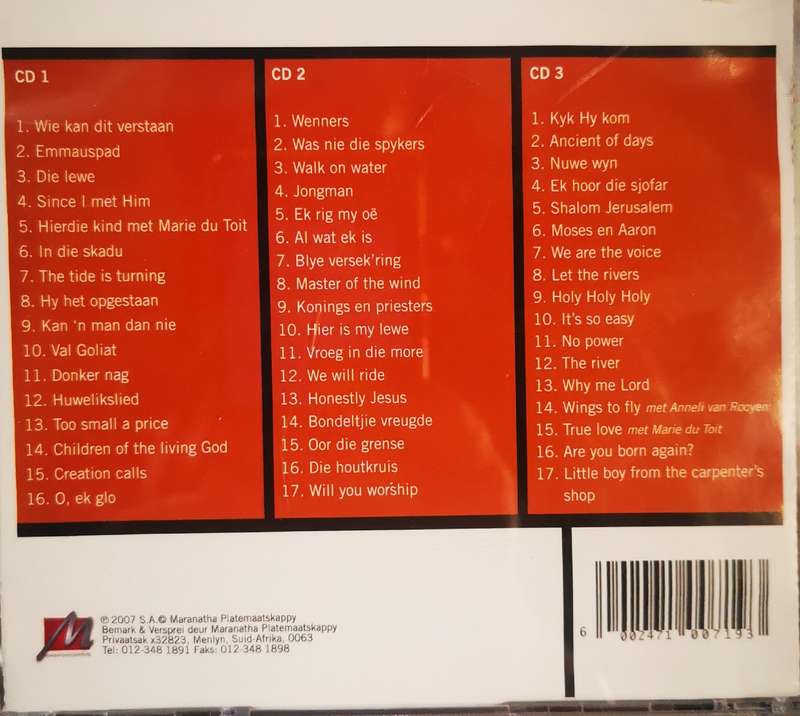 CD 1
1. Wie kan dit verstaan
2. Emmauspad
3. Die lewe
4. Since I met Him
5. Hierdie kind met Marie du Toit
6. In die skadu
7. The tide is turning
8. Hy het opgestaan
9. Kan 'n man dan nie
10. Val Goliat
11. Donker nag
12. Huwelikslied
13. Too small a price
14. Children of the living God
15. Creation calls
16. O, ek glo
CD 2
1. Wenners
2. Was nie die spykers
3. Walk on water
4. Jongman
5. Ek rig my oë
6. Al wat ek is
7. Blye versek'ring
8. Master of the wind
9. Konings en priesters
10. Hier is my lewe
11. Vroeg in die more
12. We will ride
13. Honestly Jesus
14. Bondeltjie vreugde
15. Oor die grense
16. Die houtkruis
17. Will you worship
CD 3
1. Kyk Hy kom
2. Ancient of days
3. Nuwe wyn
4. Ek hoor die sjofar
5. Shalom Jerusalem
6. Moses en Aaron
7. We are the voice
8. Let the rivers
9. Holy Holy Holy
10. It's so easy
11. No power
12. The river
13. Why me Lord
14. Wings to fly met Anneli van Rooyen
15. True love met Marie du Toit
16. Are you born again?
17. Little boy from the carpenter's
shop
M
℗ 2007 S.A.© Maranatha Platemaatskappy
Bemark & Versprei deur Maranatha Platemaatskappy
Privaatsak x32823, Menlyn, Suid-Afrika, 0063
Tel: 012-348 1891 Faks: 012-348 1898
6 002471 007193